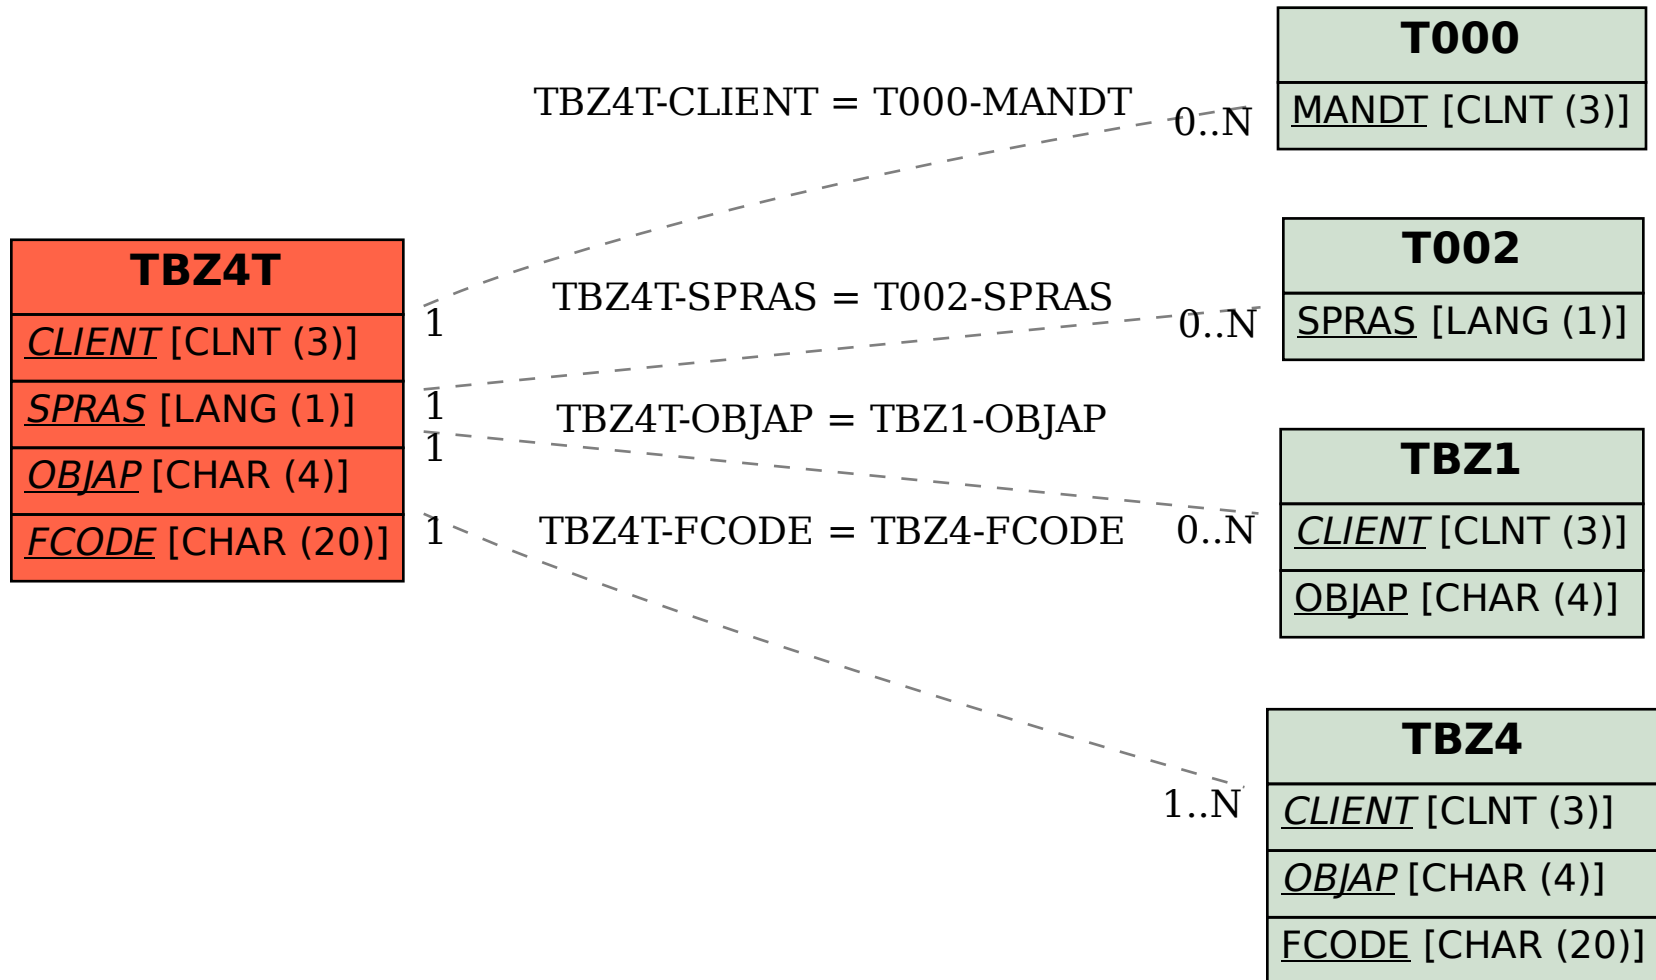 TBZ4T
CLIENT [CLNT (3)]
SPRAS [LANG (1)]
OBJAP [CHAR (4)]
FCODE [CHAR (20)]
TBZ4T-CLIENT = T000-MANDT
1
0..N
TBZ4T-SPRAS = T002-SPRAS
1
0..N
TBZ4T-OBJAP = TBZ1-OBJAP
1
0..N
TBZ4T-FCODE = TBZ4-FCODE
1
1..N
T000
MANDT [CLNT (3)]
T002
SPRAS [LANG (1)]
TBZ1
CLIENT [CLNT (3)]
OBJAP [CHAR (4)]
TBZ4
CLIENT [CLNT (3)]
OBJAP [CHAR (4)]
FCODE [CHAR (20)]